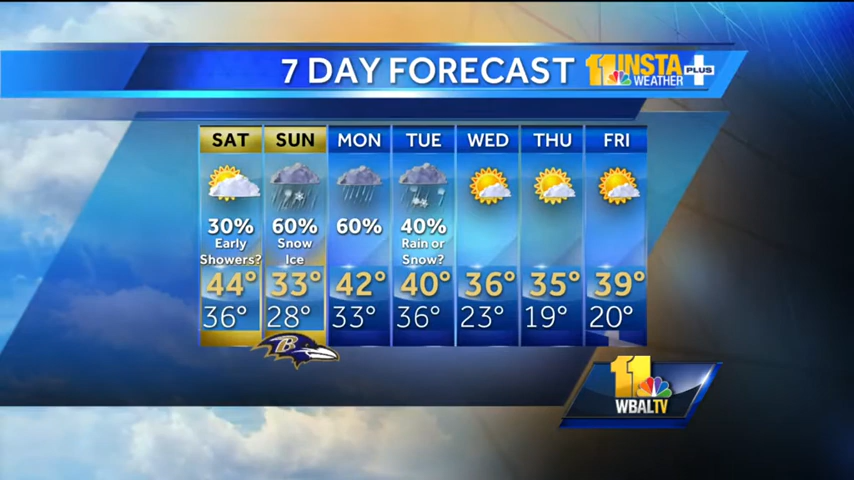 7 DAY FORECAST
11 INSTA
WEATHER PLUS
SAT SUN MON TUE WED THU FRI
30% 60% 60% 40%
Early Snow Rain or
Showers? Ice Snow?
44° 33° 42° 40° 36° 35° 39°
36° 28° 33° 36° 23° 19° 20°
B
11
WBALTV